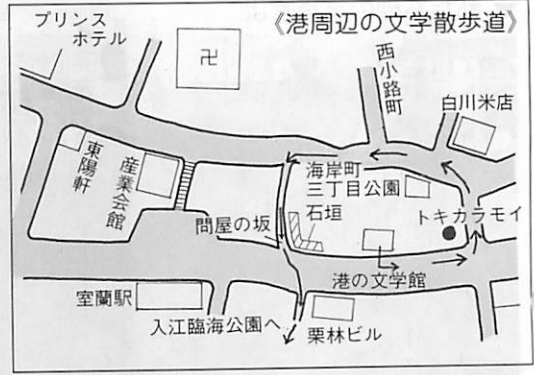 《港周辺の文学散歩道》
プリンス
ホテル
卍
西小路町
白川米店
東陽軒
産業会館
海岸町
三丁目公園
石垣
トキカラモイ
問屋の坂
港の文学館
室蘭駅
入江臨海公園へ
栗林ビル